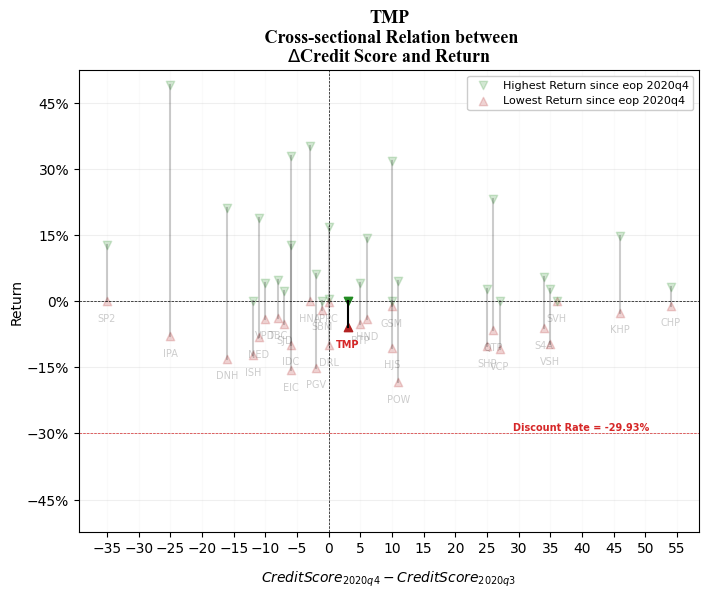 TMP
Cross-sectional Relation between
ΔCredit Score and Return
Highest Return since eop 2020q4
Lowest Return since eop 2020q4
Return
45%
30%
15%
0%
−15%
−30%
−45%
SP2
IPA
DNH
ISH
EIC
IDC
PGV
TMP
GSM
HJS
POW
SHP
VCP
S4A
VSH
SVH
KHP
CHP
Discount Rate = -29.93%
−35 −30 −25 −20 −15 −10 −5 0 5 10 15 20 25 30 35 40 45 50 55
CreditScore2020q4 − CreditScore2020q3